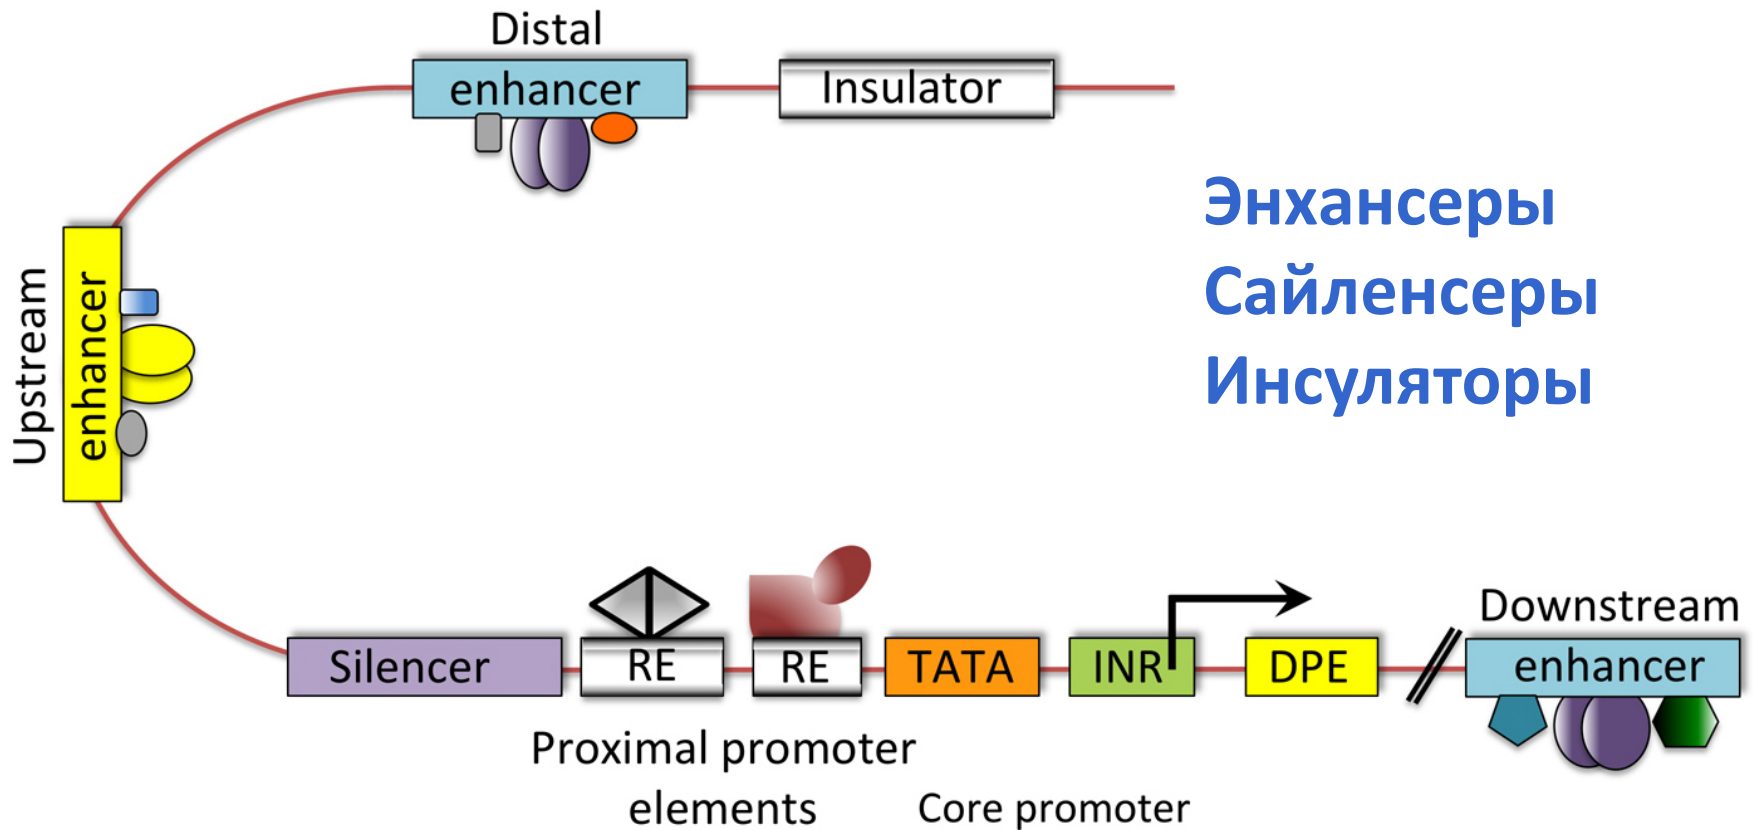 Distal
enhancer
Insulator
Энхансеры
Сайленсеры
Инсуляторы
Upstream
enhancer
Downstream
Silencer
RE
RE
TATA
INR
DPE
enhancer
Proximal promoter
elements
Core promoter